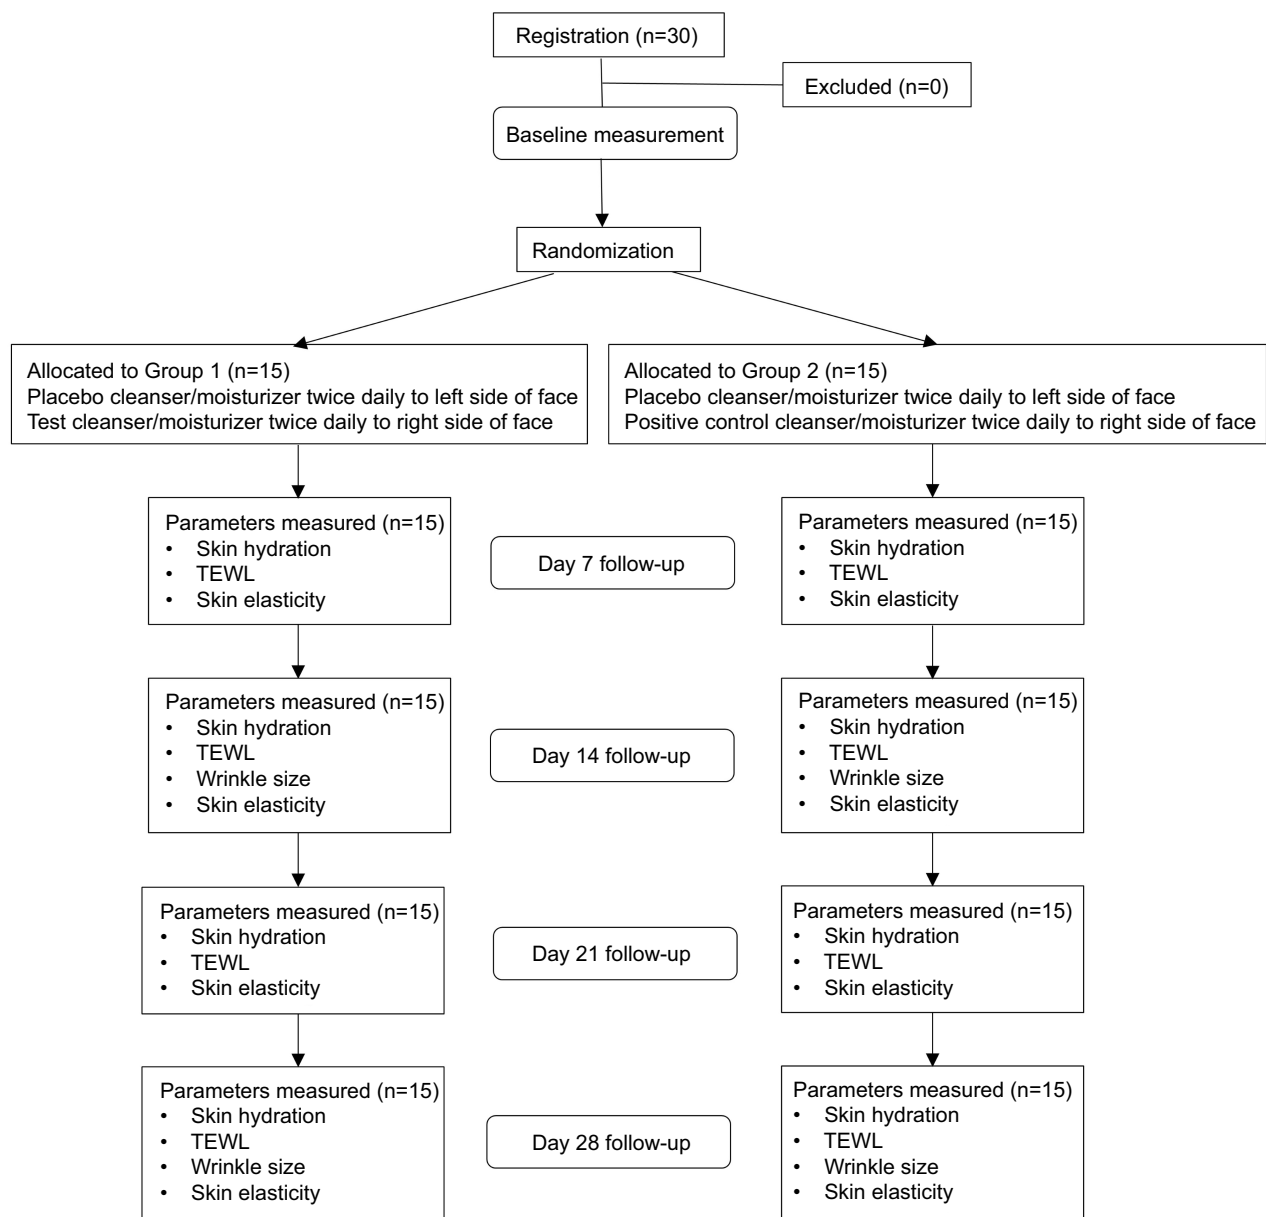 Registration (n=30)
Excluded (n=0)
Baseline measurement
Randomization
Allocated to Group 1 (n=15)
Placebo cleanser/moisturizer twice daily to left side of face
Test cleanser/moisturizer twice daily to right side of face
Allocated to Group 2 (n=15)
Placebo cleanser/moisturizer twice daily to left side of face
Positive control cleanser/moisturizer twice daily to right side of face
Parameters measured (n=15)
• Skin hydration
• TEWL
• Skin elasticity
Day 7 follow-up
Parameters measured (n=15)
• Skin hydration
• TEWL
• Skin elasticity
Parameters measured (n=15)
• Skin hydration
• TEWL
• Wrinkle size
• Skin elasticity
Day 14 follow-up
Parameters measured (n=15)
• Skin hydration
• TEWL
• Wrinkle size
• Skin elasticity
Parameters measured (n=15)
• Skin hydration
• TEWL
• Skin elasticity
Day 21 follow-up
Parameters measured (n=15)
• Skin hydration
• TEWL
• Skin elasticity
Parameters measured (n=15)
• Skin hydration
• TEWL
• Wrinkle size
• Skin elasticity
Day 28 follow-up
Parameters measured (n=15)
• Skin hydration
• TEWL
• Wrinkle size
• Skin elasticity